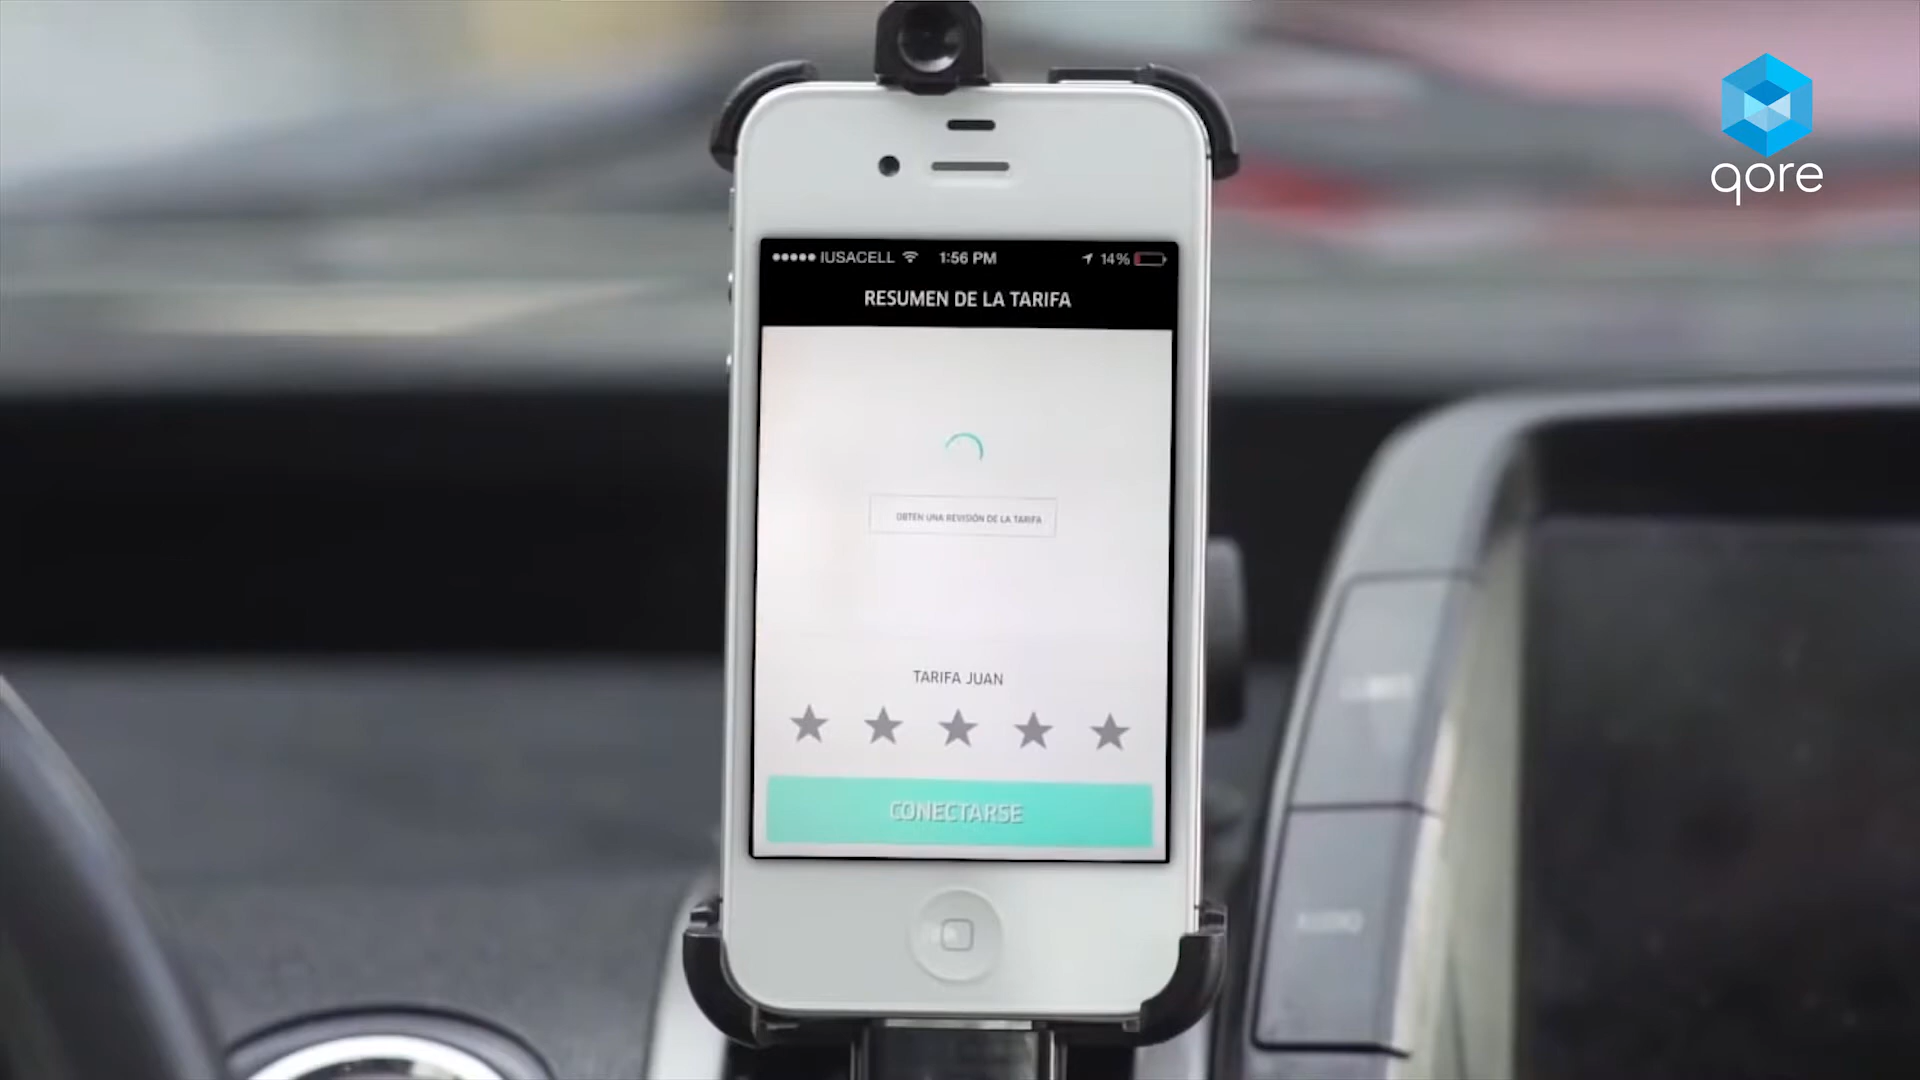 qore
IUSACELL 1:56 PM 14%
RESUMEN DE LA TARIFA
OBTEN UNA REVISIÓN DE LA TARIFA
TARIFA JUAN
CONECTARSE
AUDIO